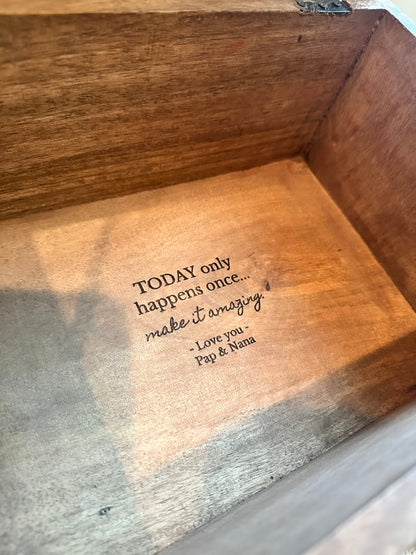 TODAY only
happens once...
make it amazing.
- Love you -
Pap & Nana